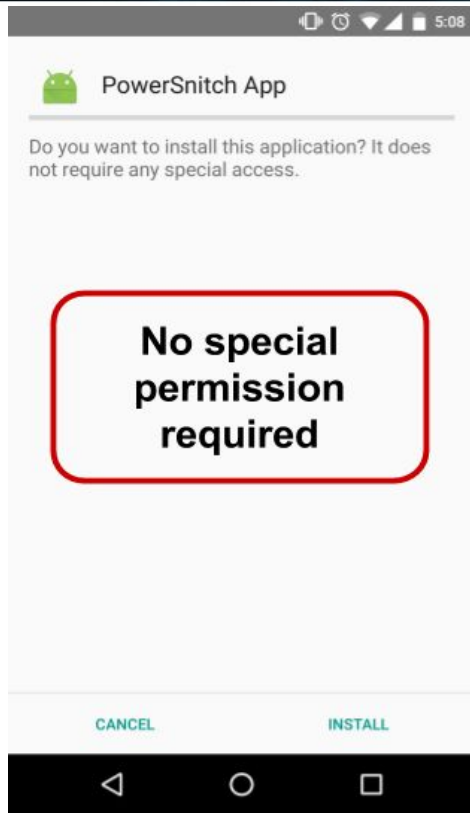 5:08
PowerSnitch App
Do you want to install this application? It does
not require any special access.
No special
permission
required
CANCEL INSTALL